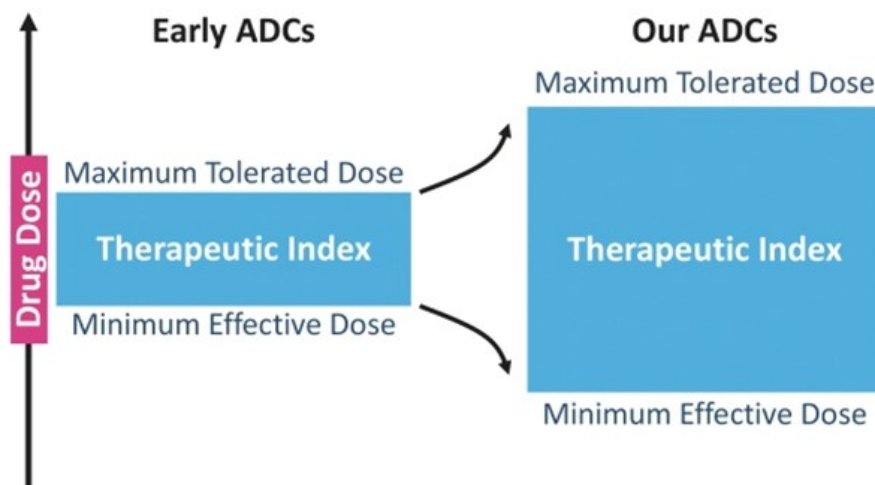 Early ADCs
Our ADCs
Maximum Tolerated Dose
Maximum Tolerated Dose
Drug Dose
Therapeutic Index
Therapeutic Index
Minimum Effective Dose
Minimum Effective Dose